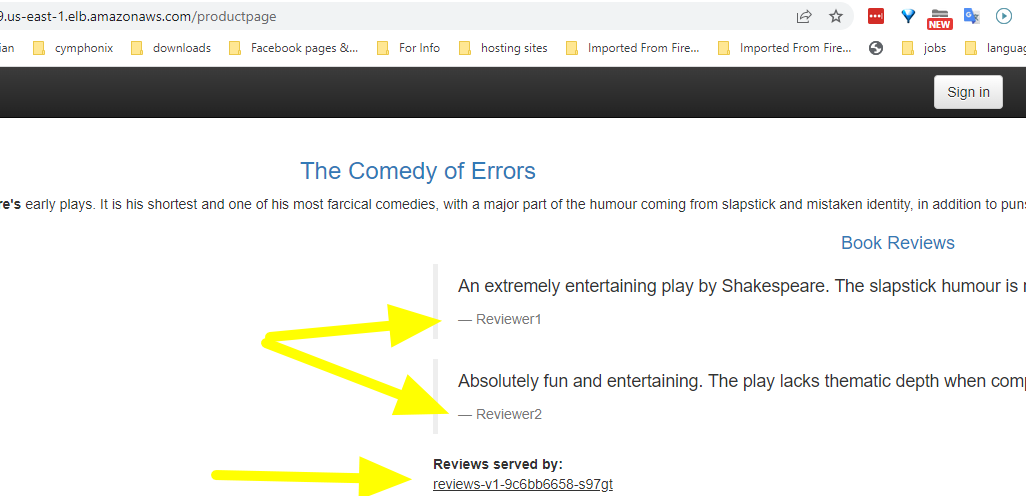 9.us-east-1.elb.amazonaws.com/productpage
NEW
ian cymphonix downloads Facebook pages &... For Info hosting sites Imported From Fire... Imported From Fire... jobs languag
Sign in
The Comedy of Errors
re's early plays. It is his shortest and one of his most farcical comedies, with a major part of the humour coming from slapstick and mistaken identity, in addition to puns
Book Reviews
An extremely entertaining play by Shakespeare. The slapstick humour is
— Reviewer1
Absolutely fun and entertaining. The play lacks thematic depth when comp
— Reviewer2
Reviews served by:
reviews-v1-9c6bb6658-s97gt